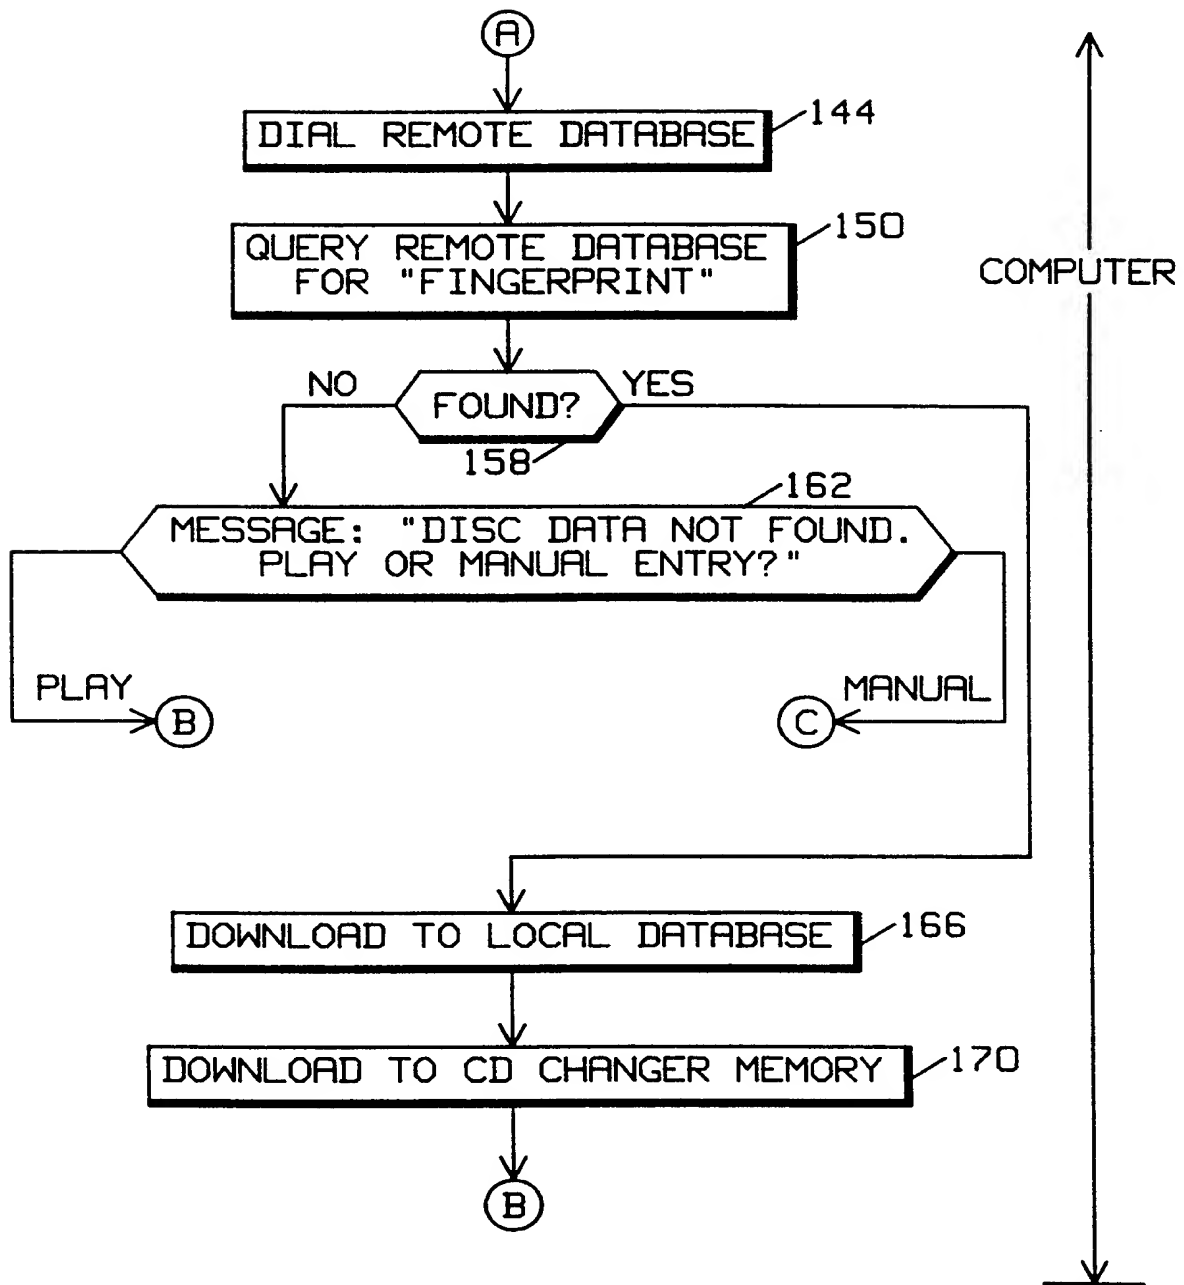 A
DIAL REMOTE DATABASE
144
QUERY REMOTE DATABASE
FOR "FINGERPRINT"
150
COMPUTER
NO
FOUND?
YES
158
162
MESSAGE: "DISC DATA NOT FOUND.
PLAY OR MANUAL ENTRY?"
PLAY
B
MANUAL
C
DOWNLOAD TO LOCAL DATABASE
166
DOWNLOAD TO CD CHANGER MEMORY
170
B